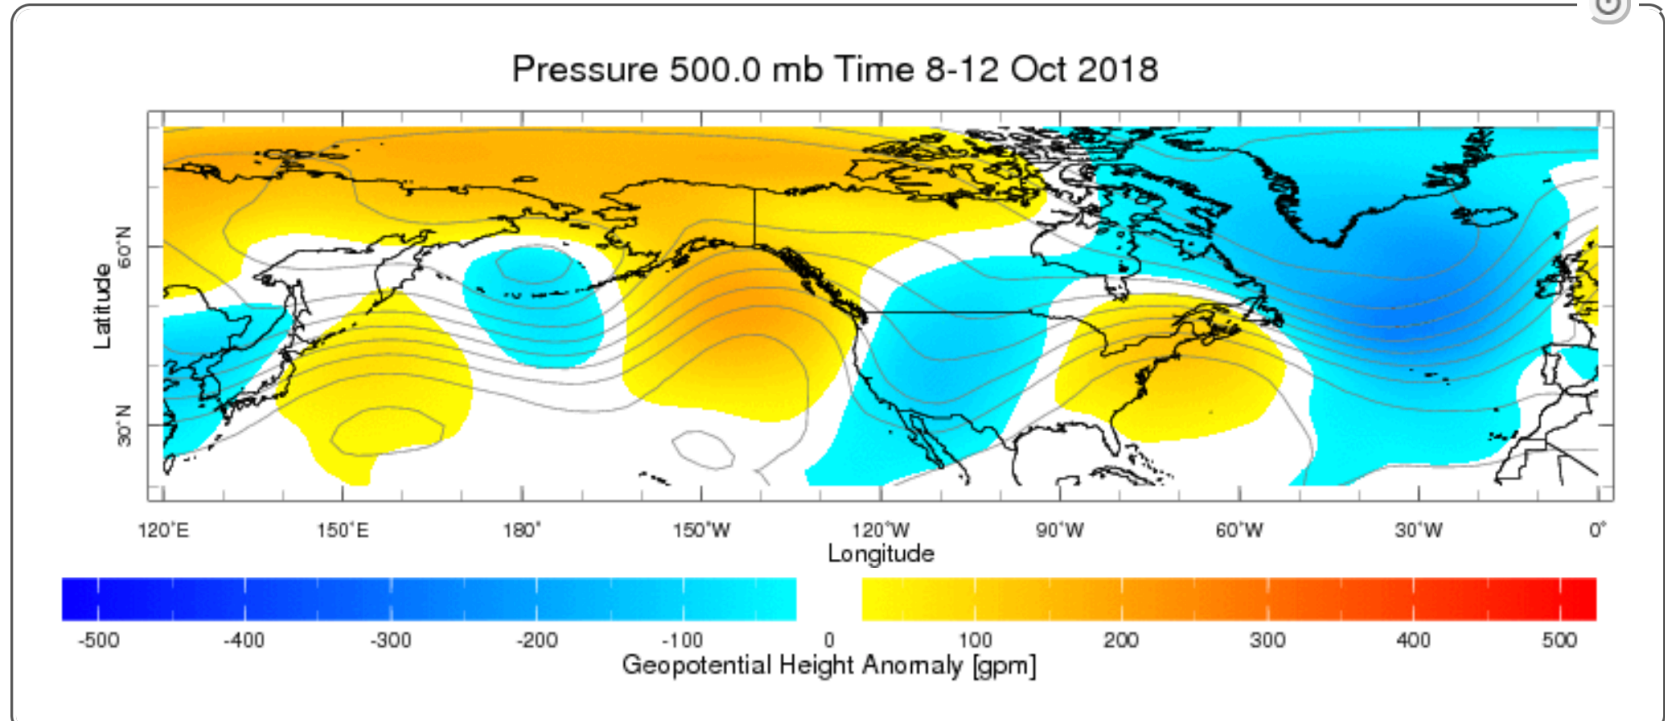 Pressure 500.0 mb Time 8-12 Oct 2018
Latitude
60°N
30°N
120°E 150°E 180° 150°W 120°W 90°W 60°W 30°W 0°
Longitude
-500 -400 -300 -200 -100 0 100 200 300 400 500
Geopotential Height Anomaly [gpm]